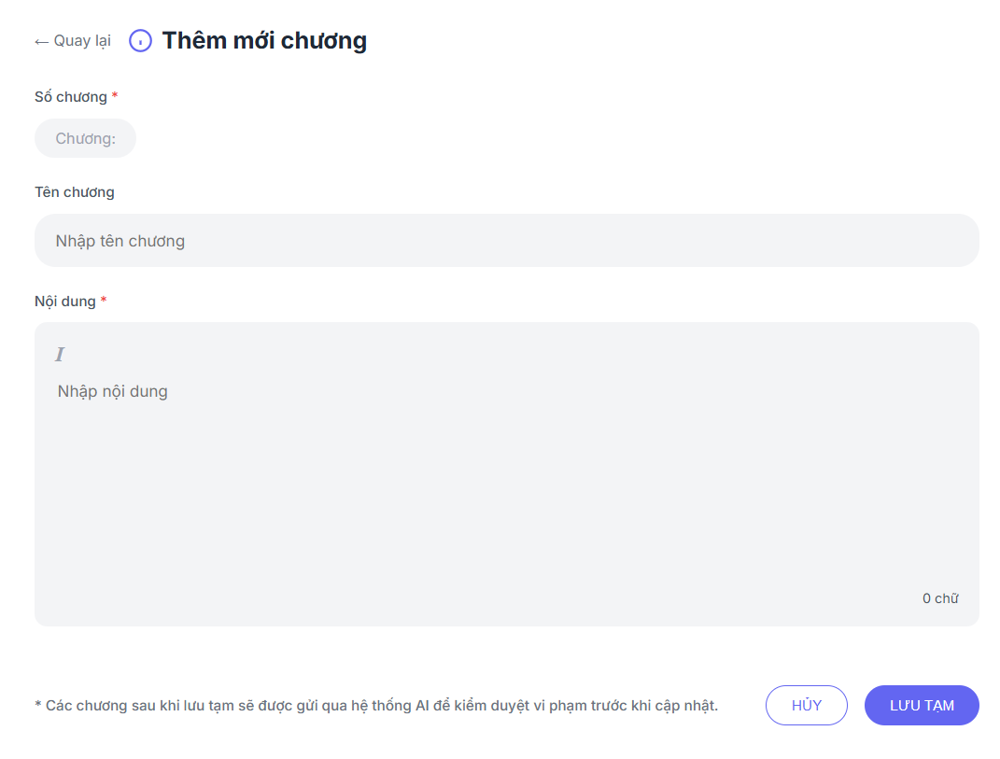 ← Quay lại Thêm mới chương
Số chương *
Chương:
Tên chương
Nhập tên chương
Nội dung *
I
Nhập nội dung
0 chữ
* Các chương sau khi lưu tạm sẽ được gửi qua hệ thống AI để kiểm duyệt vi phạm trước khi cập nhật. HỦY LƯU TẠM